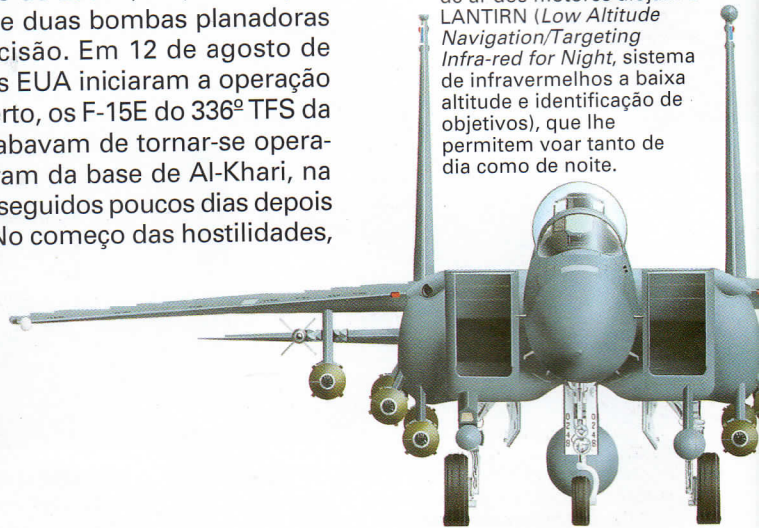 e duas bombas planadoras
cisão. Em 12 de agosto de
s EUA iniciaram a operação
erto, os F-15E do 336º TFS da
abavam de tornar-se opera-
ram da base de Al-Khari, na
seguidos poucos dias depois
No começo das hostilidades,
LANTIRN (Low Altitude
Navigation/Targeting
Infra-red for Night, sistema
de infravermelhos a baixa
altitude e identificação de
objetivos), que lhe
permitem voar tanto de
dia como de noite.